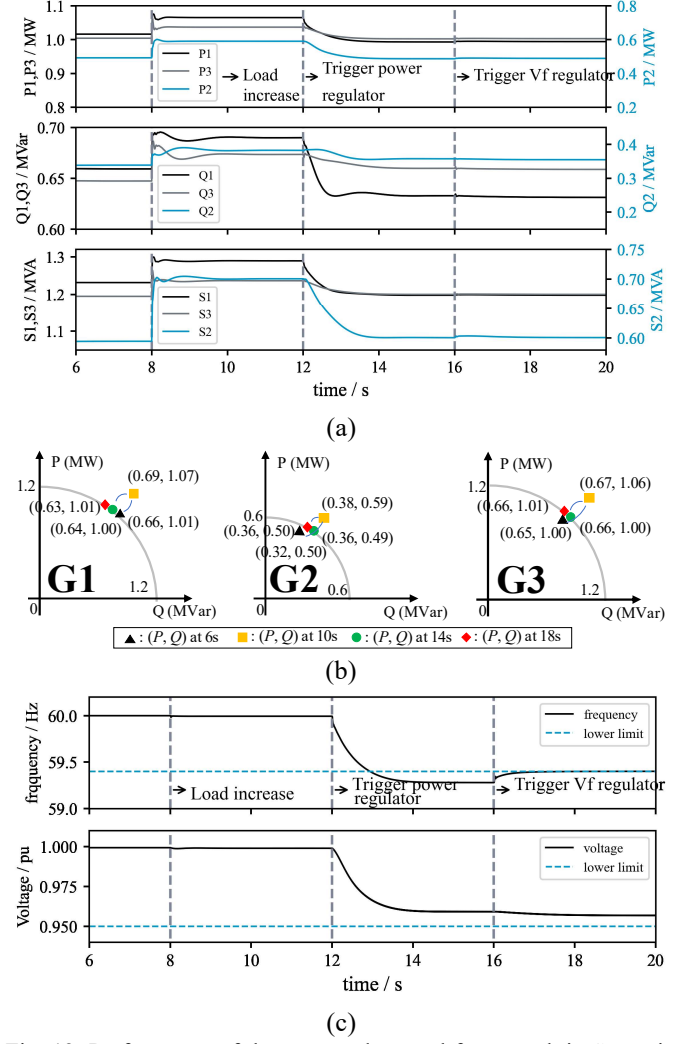 1.1
1.0
0.9
0.8
P1,P3 / MW
P1
P3
P2
Load
increase
Trigger power
regulator
Trigger Vf regulator
0.8
0.6
0.4
0.2
P2 / MW
0.70
0.65
0.60
Q1,Q3 / MVar
Q1
Q3
Q2
0.4
0.3
0.2
Q2 / MVar
1.3
1.2
1.1
S1,S3 / MVA
S1
S3
S2
0.75
0.70
0.65
0.60
S2 / MVA
6 8 10 12 14 16 18 20
time / s
(a)
P (MW)
1.2
(0.69, 1.07)
(0.63, 1.01)
(0.66, 1.01)
(0.64, 1.00)
G1
1.2
0
Q (MVar)
P (MW)
0.6
(0.38, 0.59)
(0.36, 0.50)
(0.36, 0.49)
(0.32, 0.50)
G2
0.6
0
Q (MVar)
P (MW)
1.2
(0.67, 1.06)
(0.66, 1.01)
(0.65, 1.00)
(0.66, 1.00)
G3
1.2
0
Q (MVar)
: (P, Q) at 6s : (P, Q) at 10s : (P, Q) at 14s : (P, Q) at 18s
(b)
60.0
59.5
59.0
frqquency / Hz
frequency
lower limit
Load increase
Trigger power
regulator
Trigger Vf regulator
1.000
0.975
0.950
Voltage / pu
voltage
lower limit
6 8 10 12 14 16 18 20
time / s
(c)